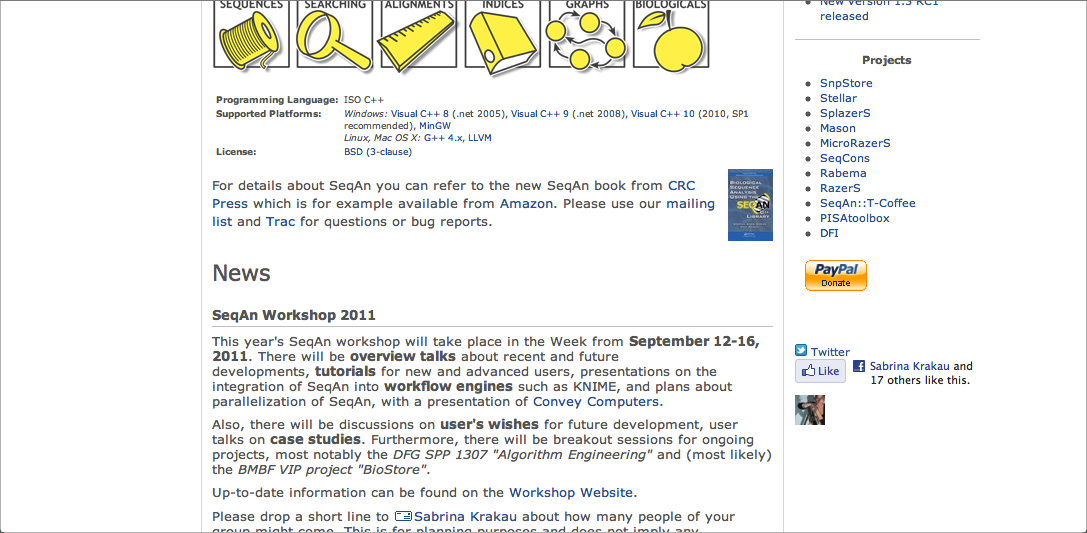 SEQUENCES SEARCHING ALIGNMENTS INDICES GRAPHS BIOLOGICALS
Programming Language: ISO C++
Supported Platforms: Windows: Visual C++ 8 (.net 2005), Visual C++ 9 (.net 2008), Visual C++ 10 (2010, SP1
recommended), MinGW
Linux, Mac OS X: G++ 4.x, LLVM
License: BSD (3-clause)
For details about SeqAn you can refer to the new SeqAn book from CRC
Press which is for example available from Amazon. Please use our mailing
list and Trac for questions or bug reports.
BIOLOGICAL
SEQUENCE
ANALYSIS
USING THE
SEQAN
LIBRARY
News
SeqAn Workshop 2011
This year's SeqAn workshop will take place in the Week from September 12-16,
2011. There will be overview talks about recent and future
developments, tutorials for new and advanced users, presentations on the
integration of SeqAn into workflow engines such as KNIME, and plans about
parallelization of SeqAn, with a presentation of Convey Computers.
Also, there will be discussions on user's wishes for future development, user
talks on case studies. Furthermore, there will be breakout sessions for ongoing
projects, most notably the DFG SPP 1307 "Algorithm Engineering" and (most likely)
the BMBF VIP project "BioStore".
Up-to-date information can be found on the Workshop Website.
Please drop a short line to Sabrina Krakau about how many people of your
group might come. This is for planning purposes and does not imply any
New version 1.3 RC1
released
Projects
SnpStore
Stellar
SplazerS
Mason
MicroRazerS
SeqCons
Rabema
RazerS
SeqAn::T-Coffee
PISAtoolbox
DFI
PayPal
Donate
Twitter
Like
Sabrina Krakau and
17 others like this.